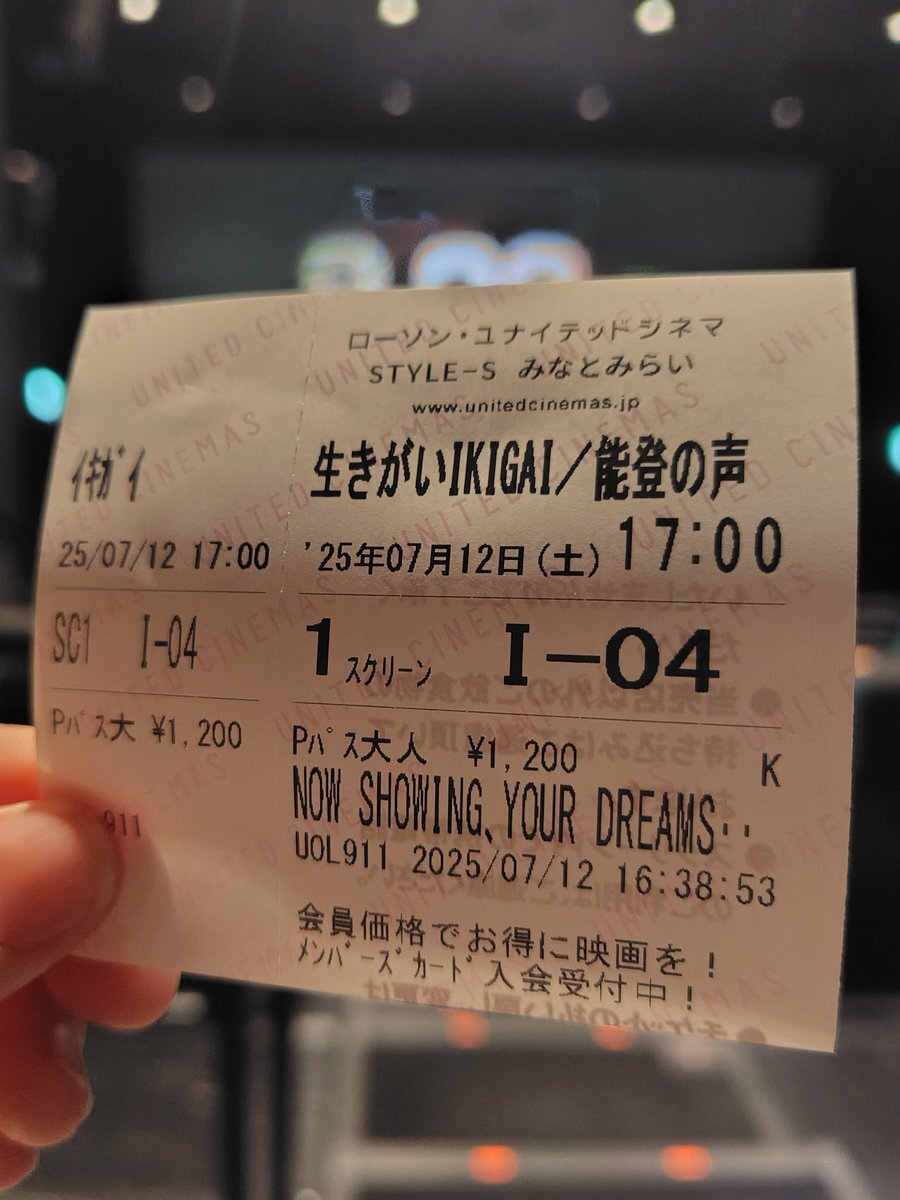 ローソン・ユナイテッドシネマ
STYLE-S みなとみらい
www.unitedcinemas.jp
生きがいIKIGAI/能登の声
'25年07月12日(土) 17:00
1スクリーン I-04
Pパス大人 ¥1,200 K
NOW SHOWING、YOUR DREAMS‥
UOL911 2025/07/12 16:38:53
会員価格でお得に映画を!
メンバーズカード入会受付中!
イキガイ
25/07/12 17:00
SC1 I-04
Pパス大 ¥1,200
911
UNITED CINEMAS